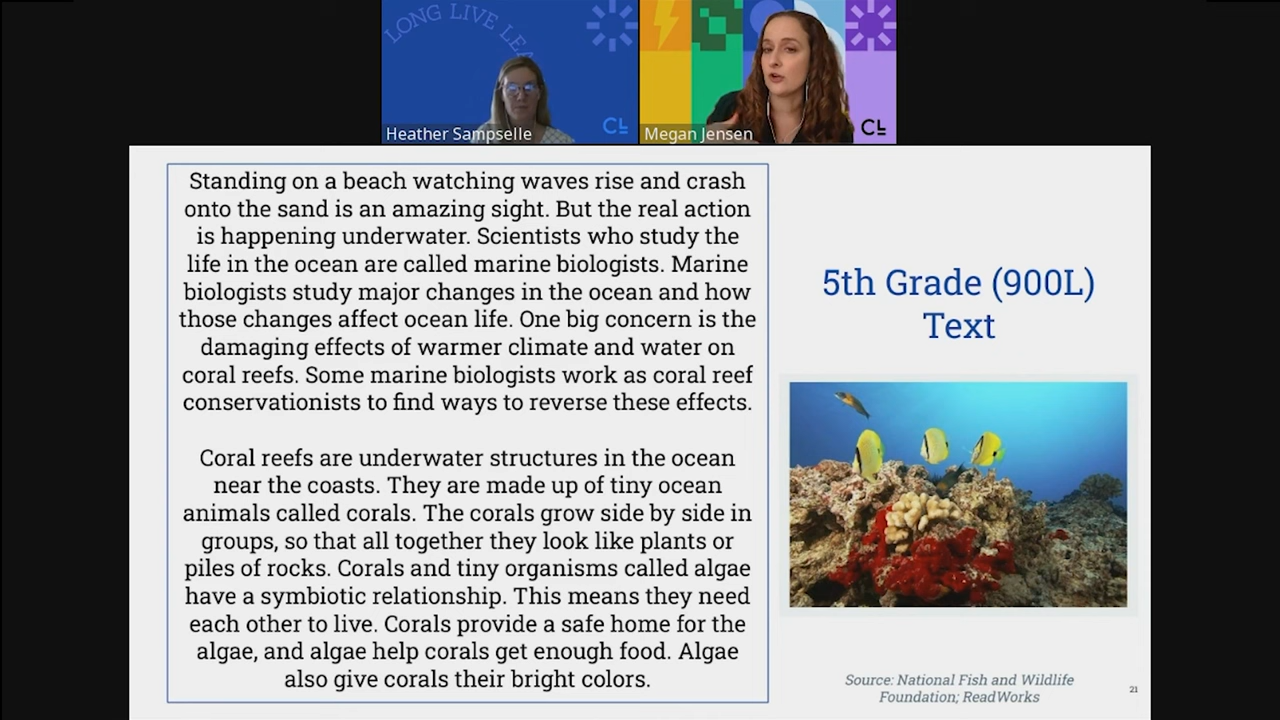 LONG LIVE LEA
CL
Heather Sampselle
CL
Megan Jensen
Standing on a beach watching waves rise and crash
onto the sand is an amazing sight. But the real action
is happening underwater. Scientists who study the
life in the ocean are called marine biologists. Marine
biologists study major changes in the ocean and how
those changes affect ocean life. One big concern is the
damaging effects of warmer climate and water on
coral reefs. Some marine biologists work as coral reef
conservationists to find ways to reverse these effects.
Coral reefs are underwater structures in the ocean
near the coasts. They are made up of tiny ocean
animals called corals. The corals grow side by side in
groups, so that all together they look like plants or
piles of rocks. Corals and tiny organisms called algae
have a symbiotic relationship. This means they need
each other to live. Corals provide a safe home for the
algae, and algae help corals get enough food. Algae
also give corals their bright colors.
5th Grade (900L)
Text
Source: National Fish and Wildlife
Foundation; ReadWorks
21